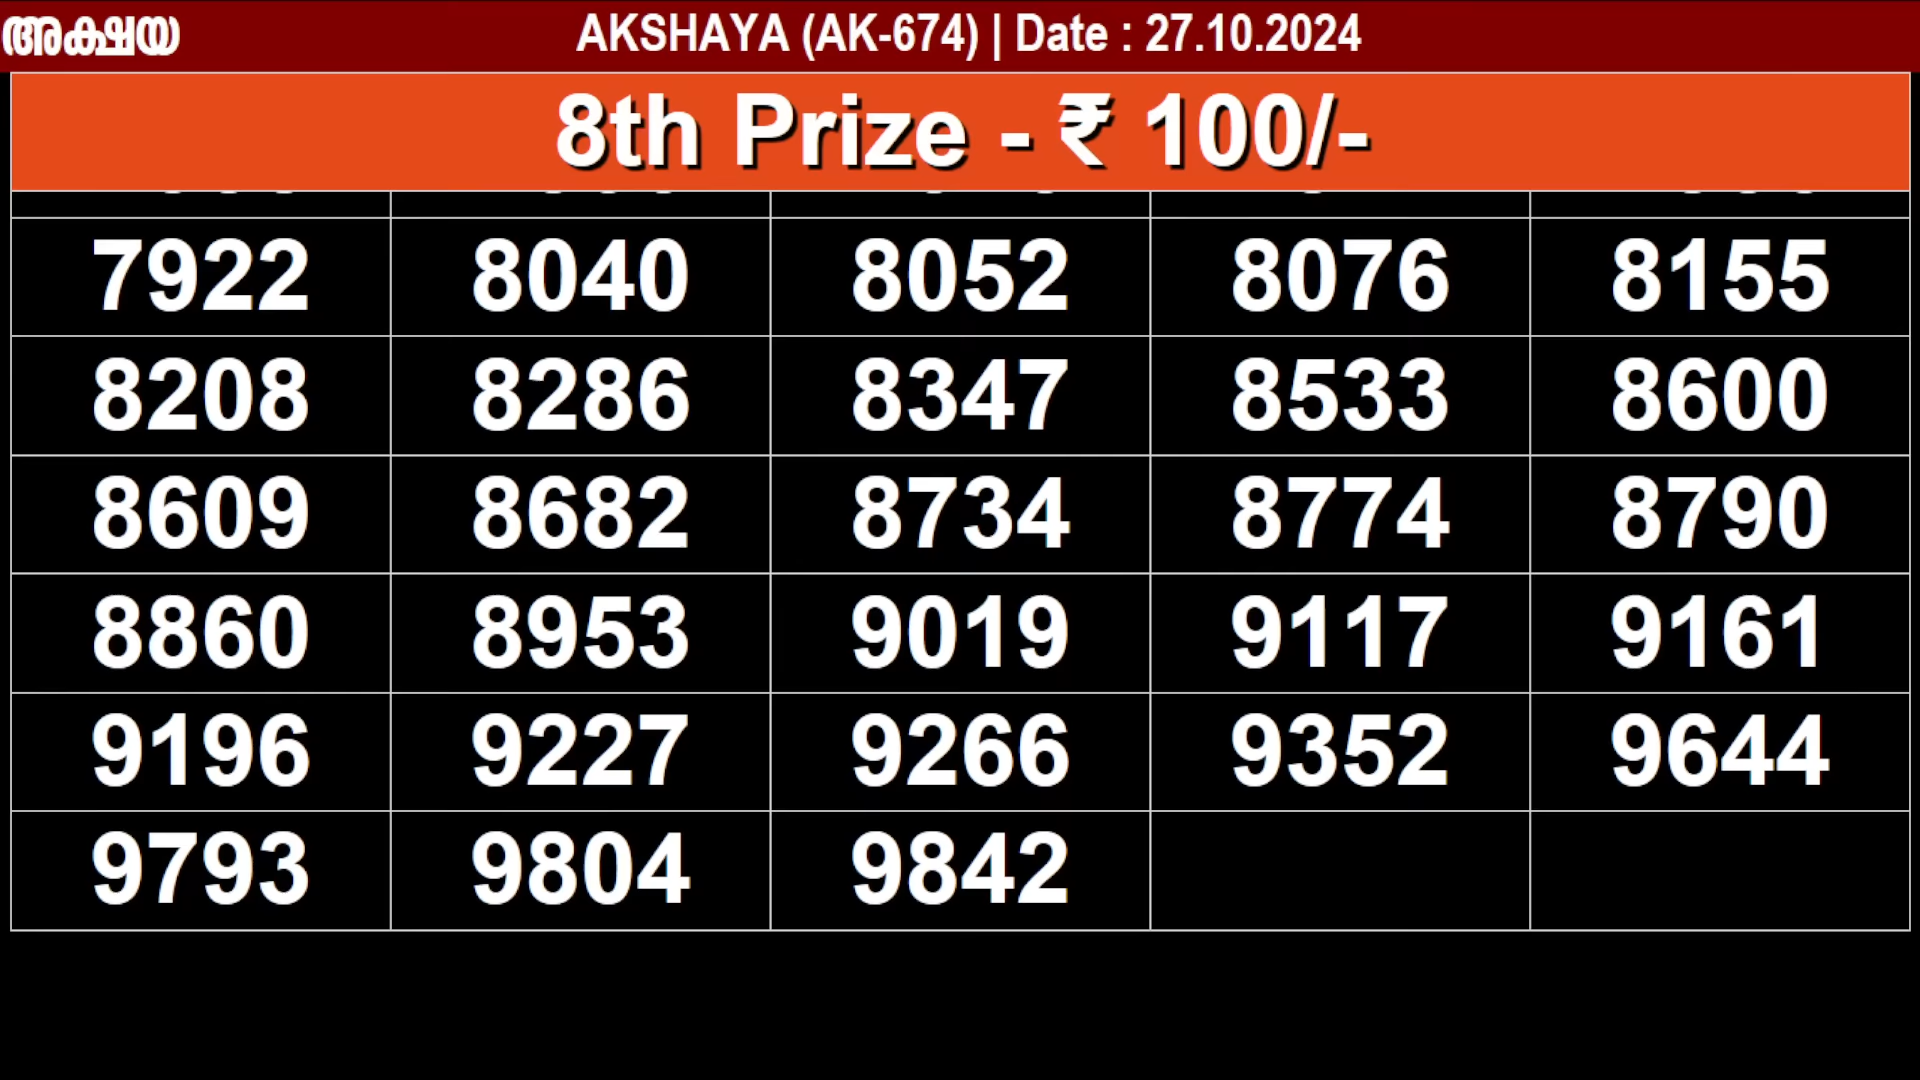 അക്ഷയ AKSHAYA (AK-674) | Date : 27.10.2024
8th Prize - ₹ 100/-
7922 8040 8052 8076 8155
8208 8286 8347 8533 8600
8609 8682 8734 8774 8790
8860 8953 9019 9117 9161
9196 9227 9266 9352 9644
9793 9804 9842